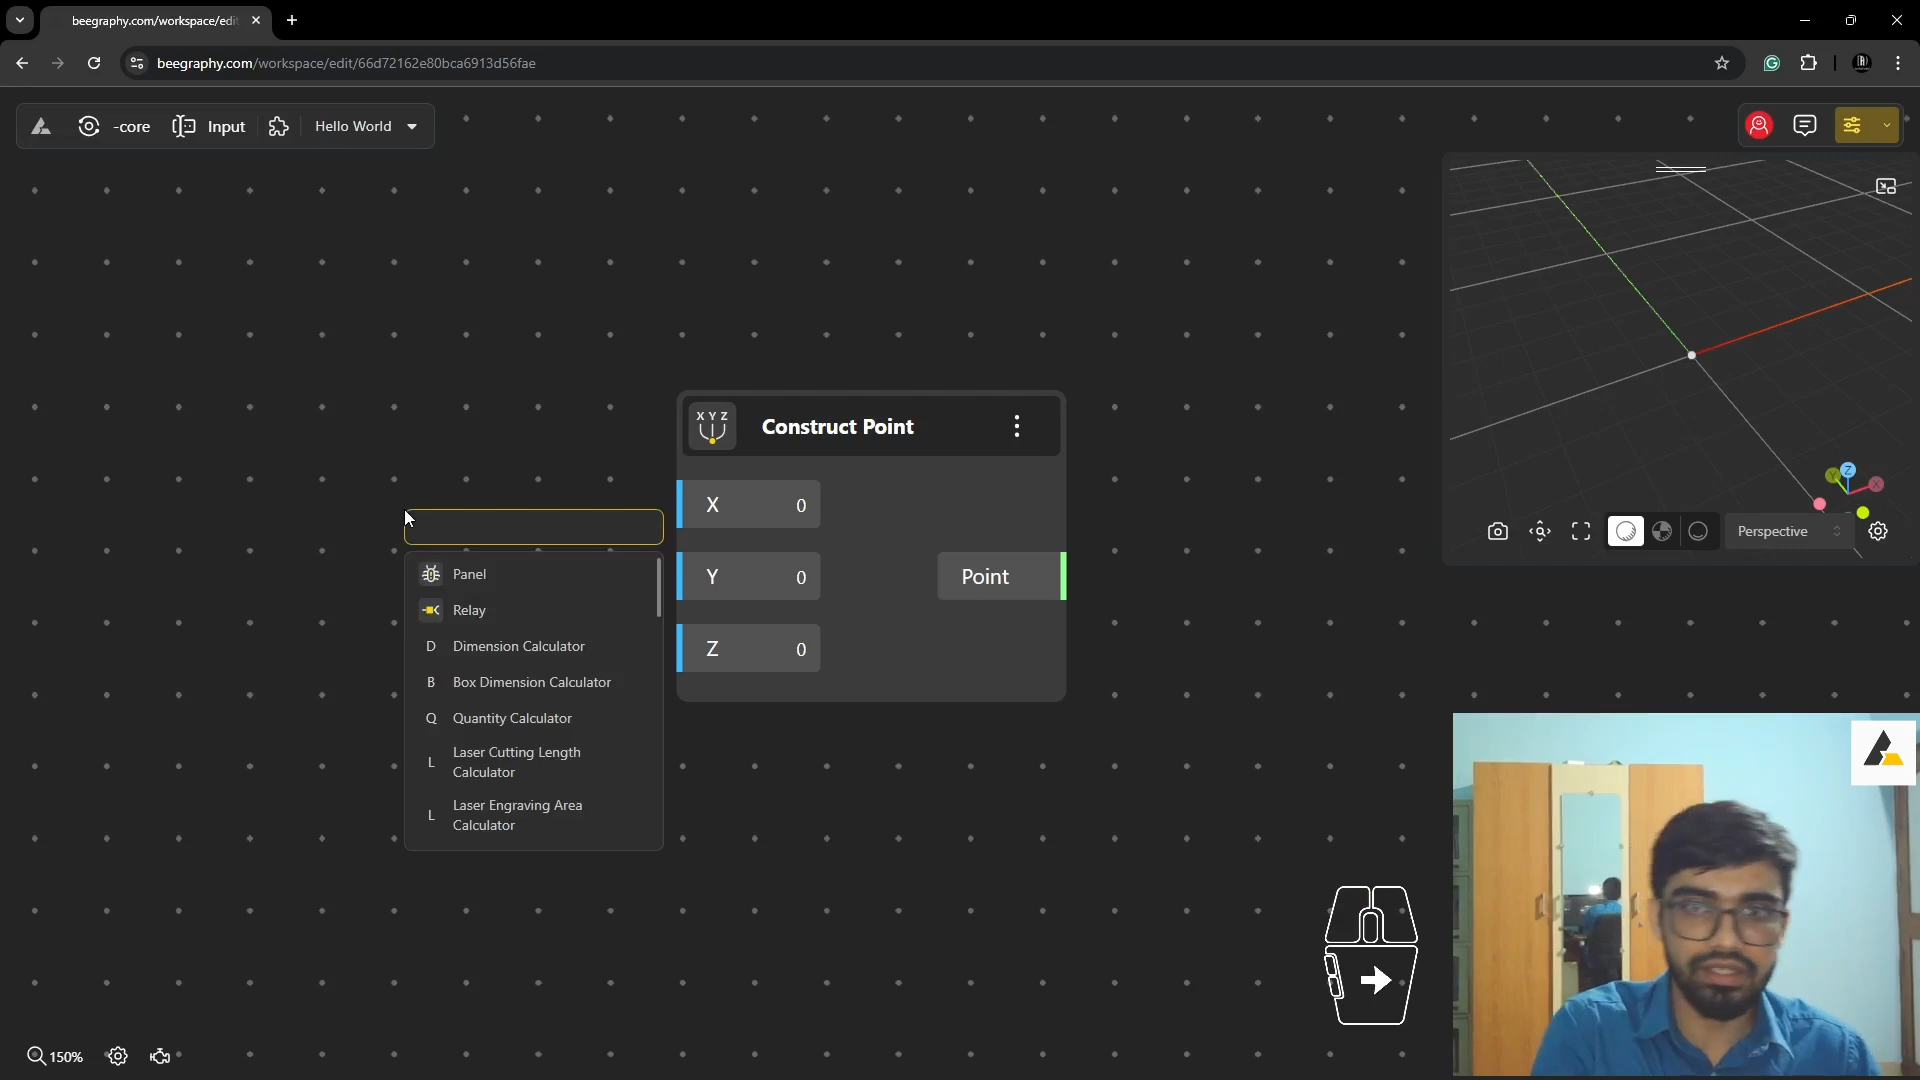 beegraphy.com/workspace/edit
beegraphy.com/workspace/edit/66d72162e80bca6913d56fae
-core
Input
Hello World
X Y Z
Construct Point
X 0
Y 0
Point
Z 0
Panel
Relay
D Dimension Calculator
B Box Dimension Calculator
Q Quantity Calculator
L Laser Cutting Length
Calculator
L Laser Engraving Area
Calculator
Z
Y
X
Perspective
150%